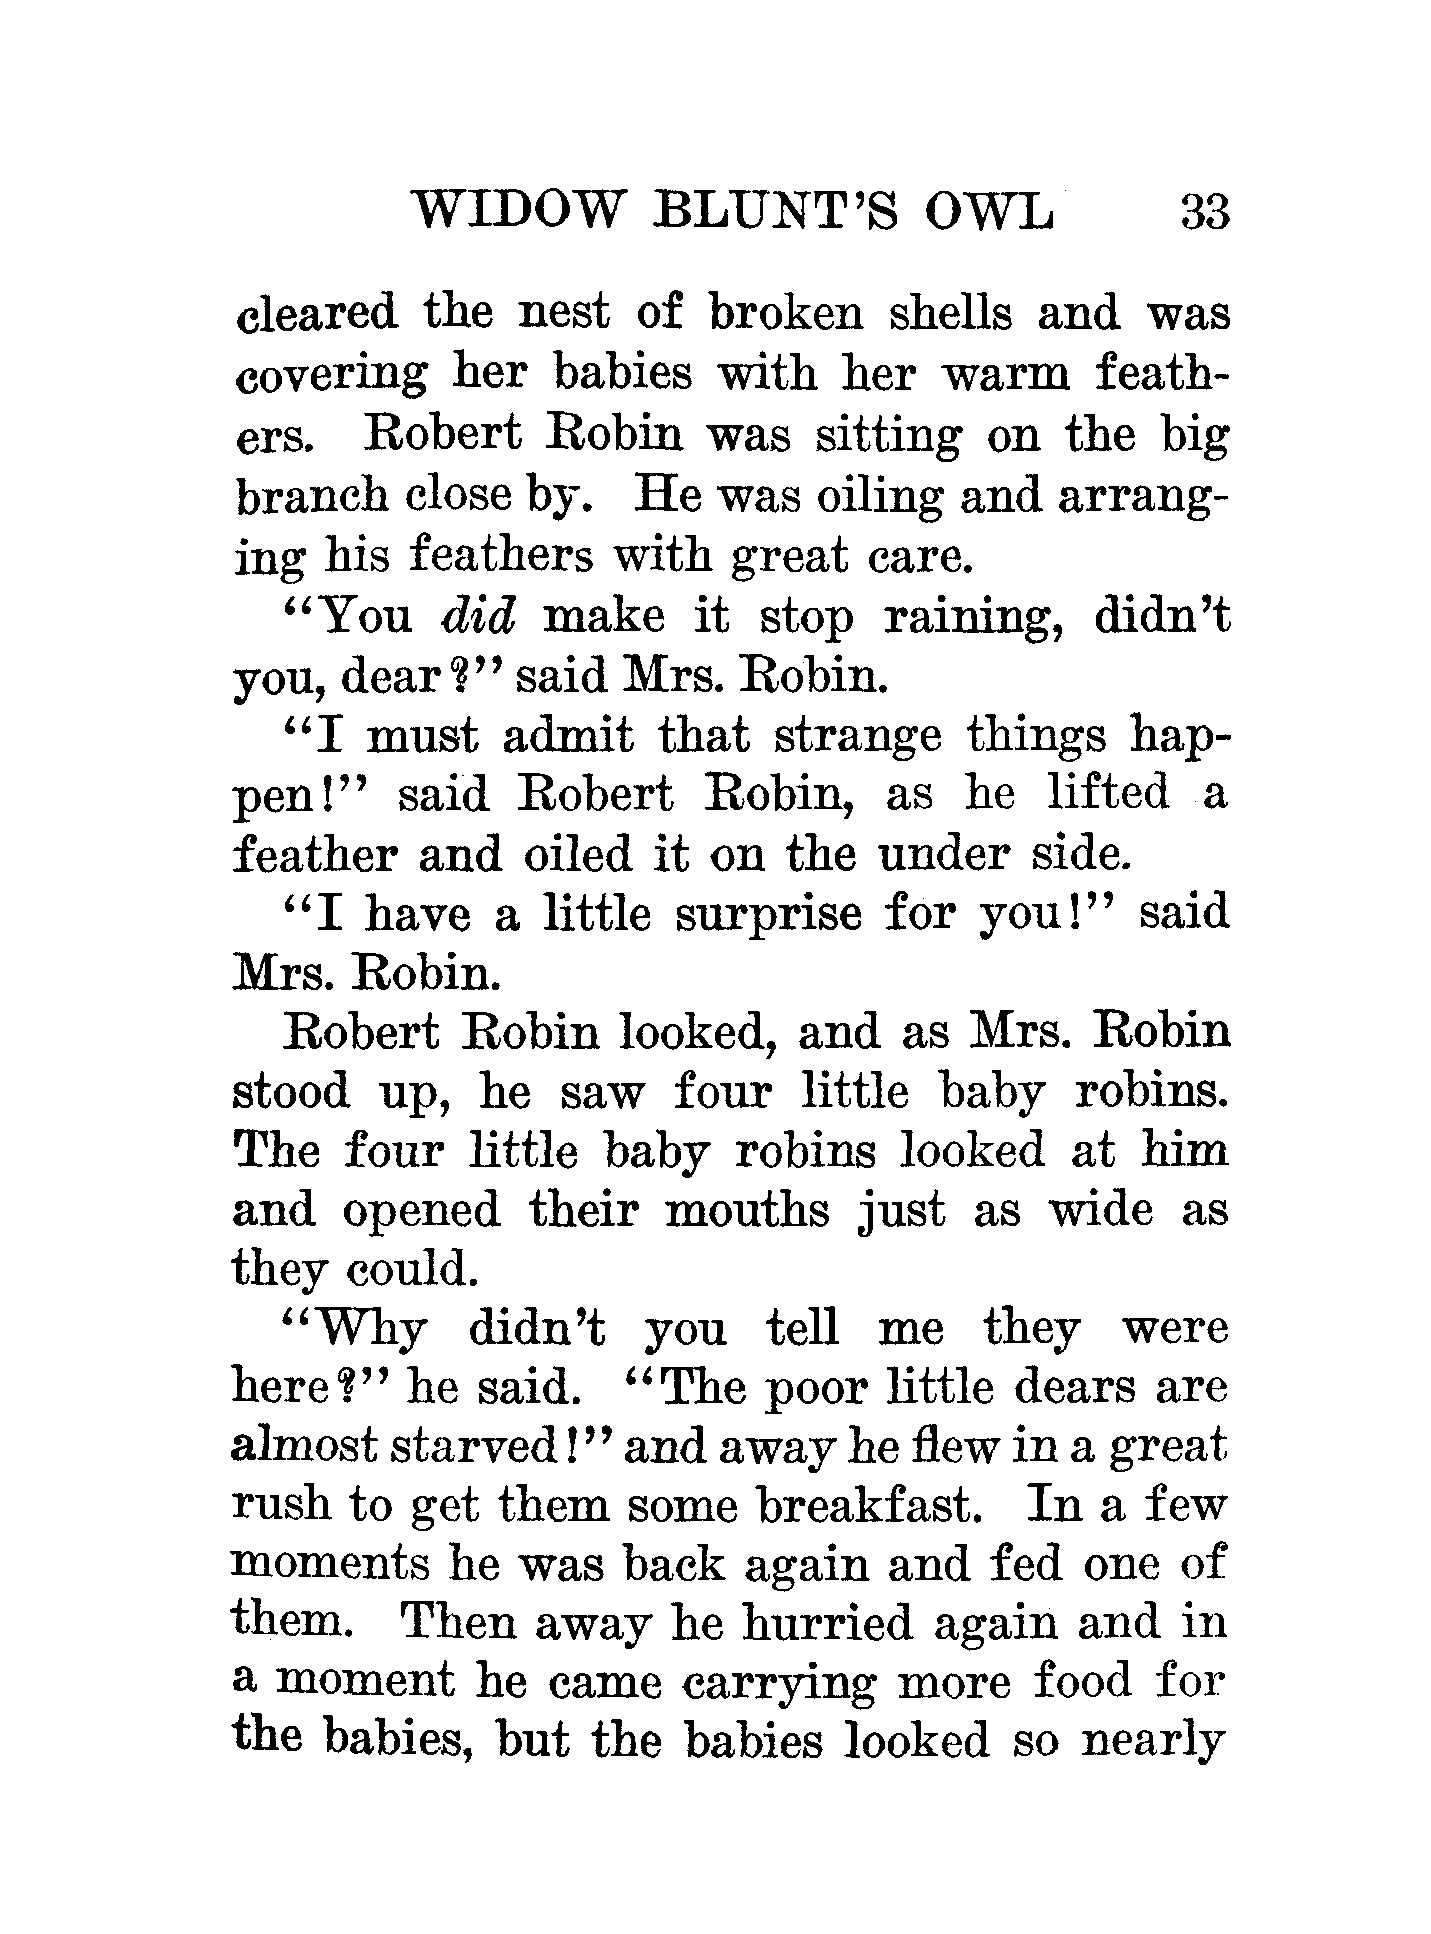 WIDOW BLUNT'S OWL 33
cleared the nest of broken shells and was
covering her babies with her warm feath-
ers. Robert Robin was sitting on the big
branch close by. He was oiling and arrang-
ing his feathers with great care.
"You did make it stop raining, didn't
you, dear?" said Mrs. Robin.
"I must admit that strange things hap-
pen!" said Robert Robin, as he lifted a
feather and oiled it on the under side.
"I have a little surprise for you!" said
Mrs. Robin.
Robert Robin looked, and as Mrs. Robin
stood up, he saw four little baby robins.
The four little baby robins looked at him
and opened their mouths just as wide as
they could.
"Why didn't you tell me they were
here?" he said. "The poor little dears are
almost starved!" and away he flew in a great
rush to get them some breakfast. In a few
moments he was back again and fed one of
them. Then away he hurried again and in
a moment he came carrying more food for
the babies, but the babies looked so nearly